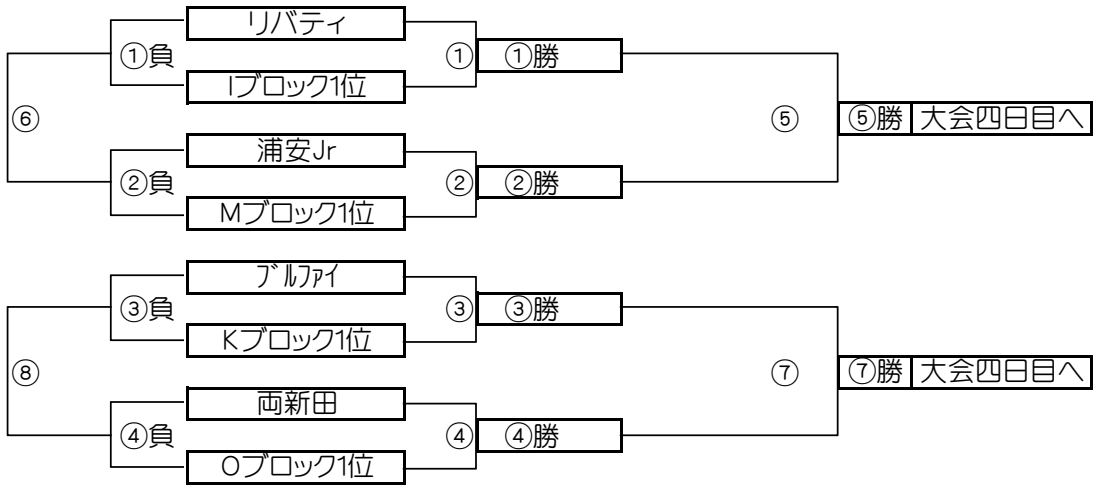 リバティ
①負
①
①勝
Iブロック1位
⑥
⑤
⑤勝 大会四日目へ
浦安Jr
②負
②
②勝
Mブロック1位
ブルファイ
③負
③
③勝
Kブロック1位
⑧
⑦
⑦勝 大会四日目へ
両新田
④負
④
④勝
Oブロック1位